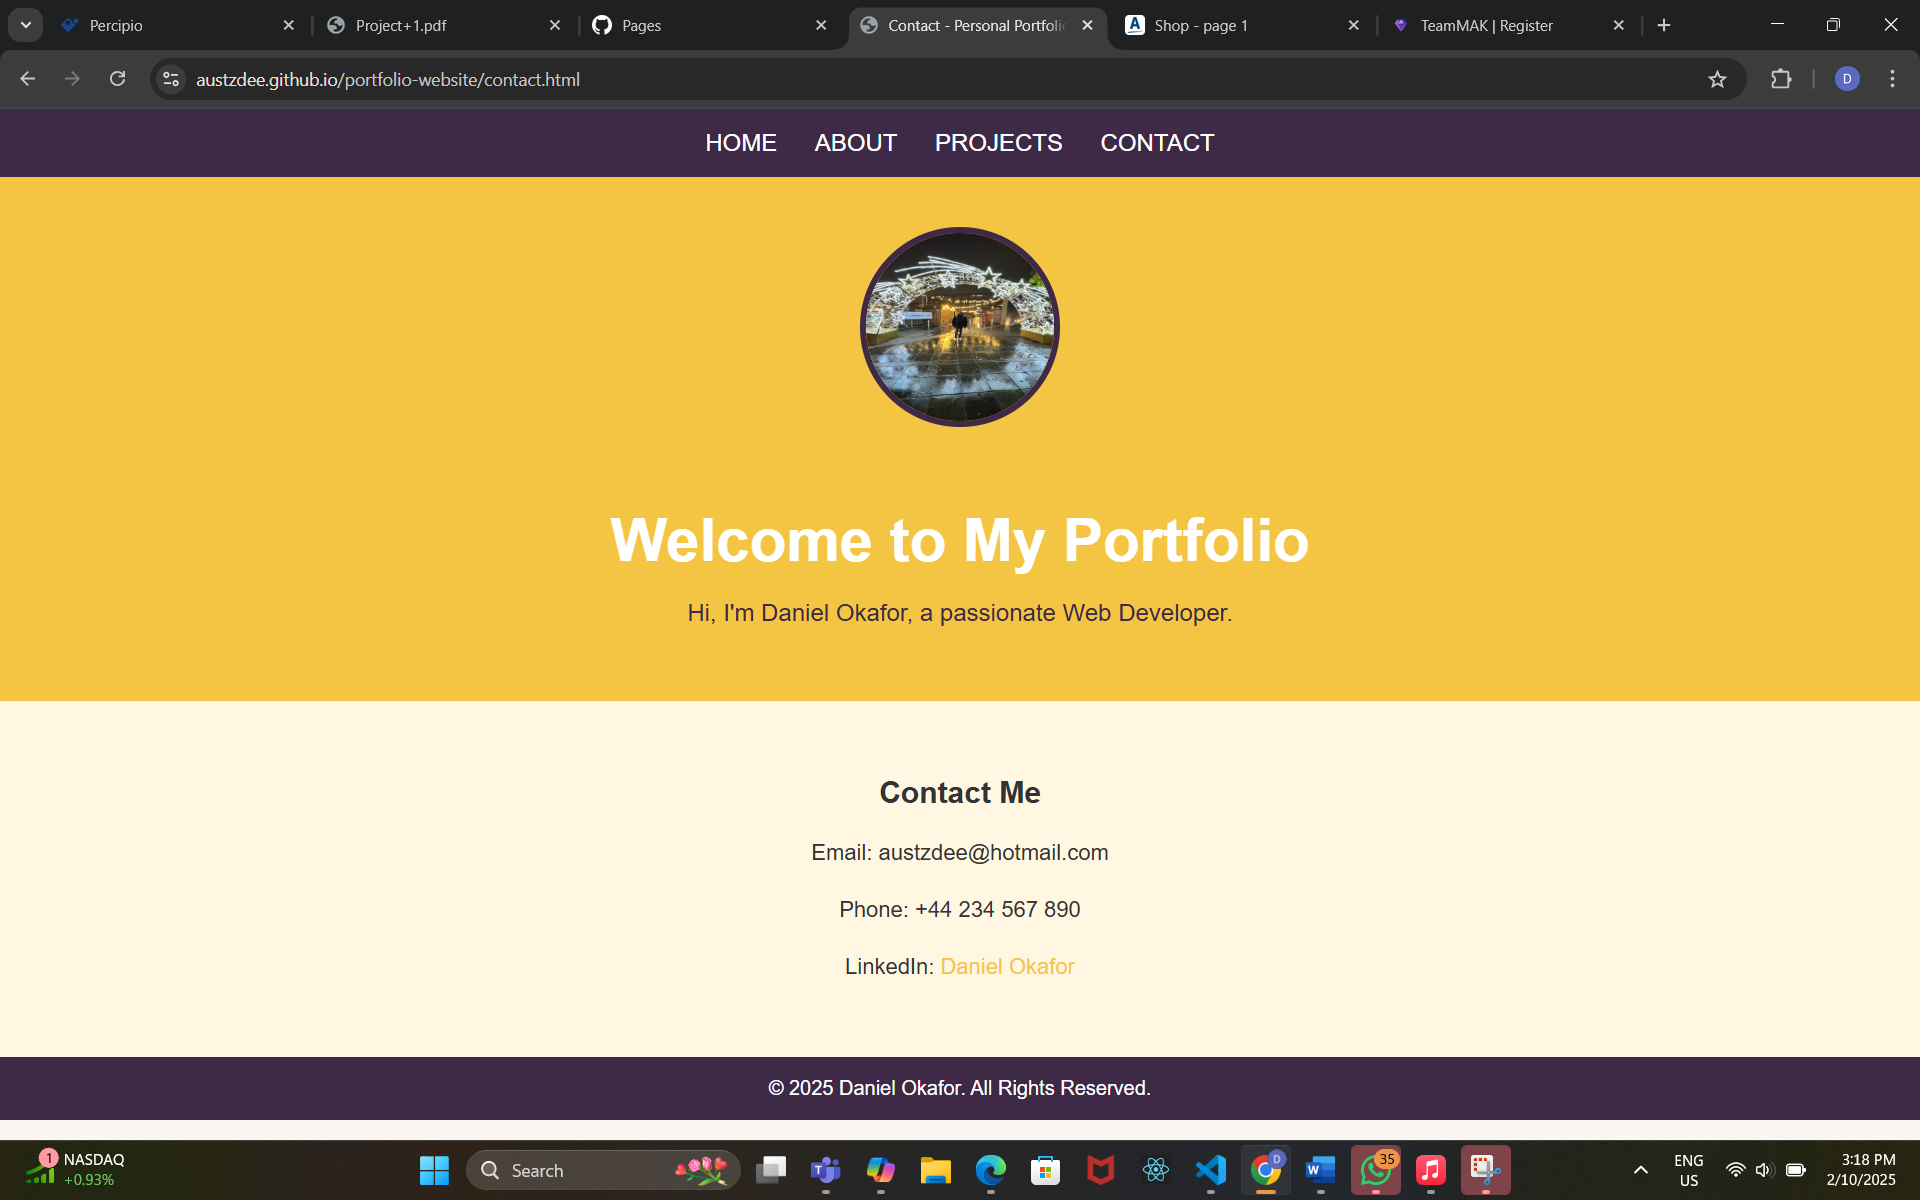 Percipio
Project+1.pdf
Pages
Contact - Personal Portfolio
Shop - page 1
TeamMAK | Register
austzdee.github.io/portfolio-website/contact.html
D
HOME ABOUT PROJECTS CONTACT
Welcome to My Portfolio
Hi, I'm Daniel Okafor, a passionate Web Developer.
Contact Me
Email: austzdee@hotmail.com
Phone: +44 234 567 890
LinkedIn: Daniel Okafor
© 2025 Daniel Okafor. All Rights Reserved.
1
NASDAQ
+0.93%
Search
D
35
ENG
US
3:18 PM
2/10/2025